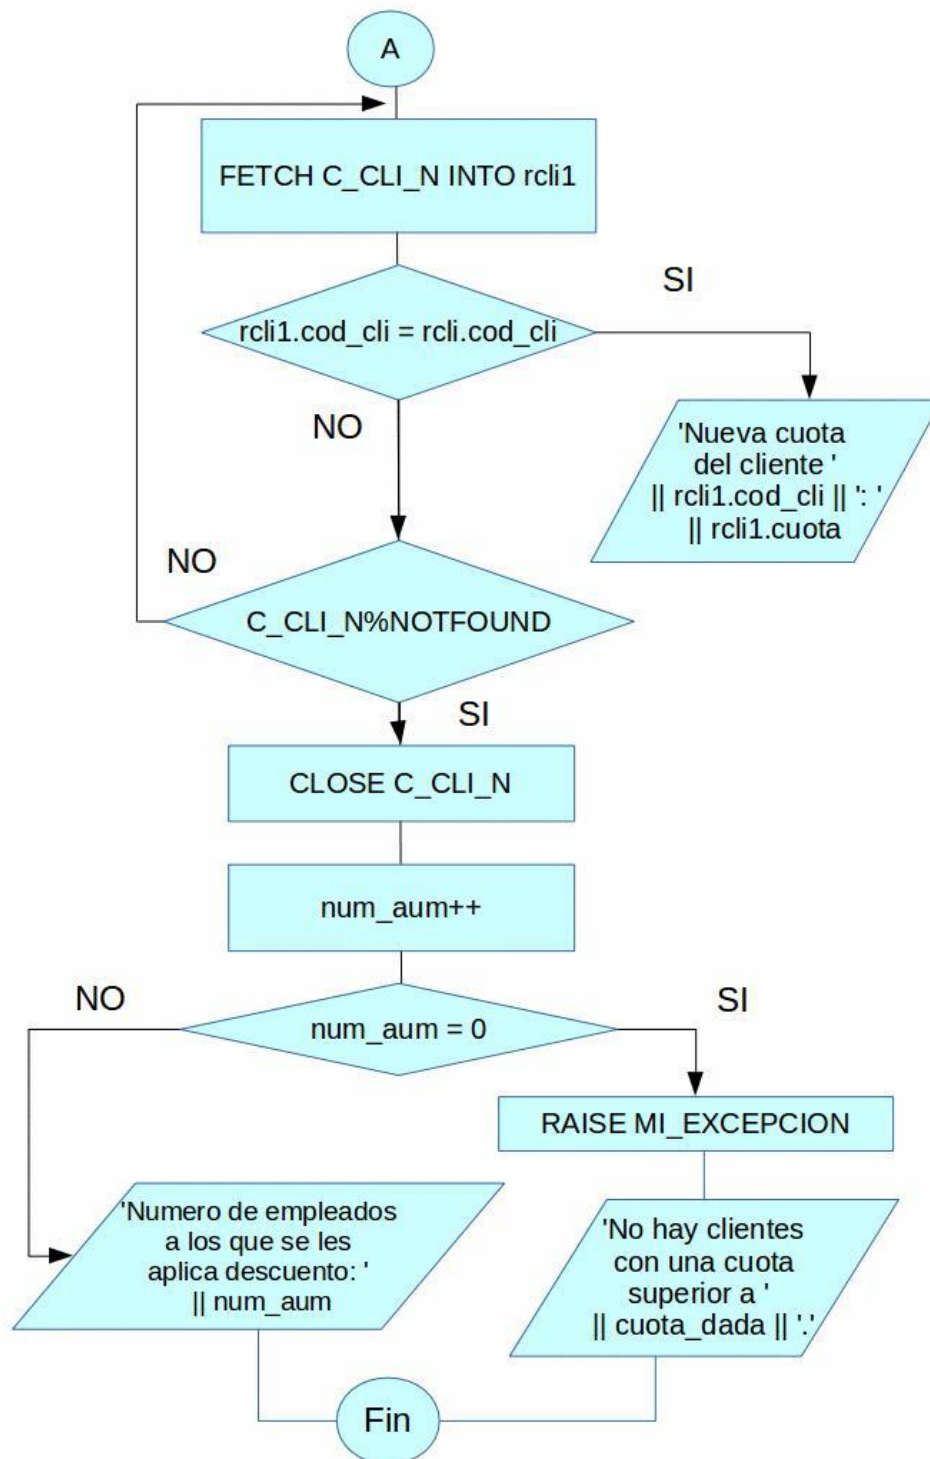 A
FETCH C_CLI_N INTO rcli1
SI
rcli1.cod_cli = rcli.cod_cli
NO
'Nueva cuota
del cliente '
|| rcli1.cod_cli || ': '
|| rcli1.cuota
NO
C_CLI_N%NOTFOUND
SI
CLOSE C_CLI_N
num_aum++
NO
SI
num_aum = 0
RAISE MI_EXCEPCION
'Numero de empleados
a los que se les
aplica descuento: '
|| num_aum
'No hay clientes
con una cuota
superior a '
|| cuota_dada || '.'
Fin